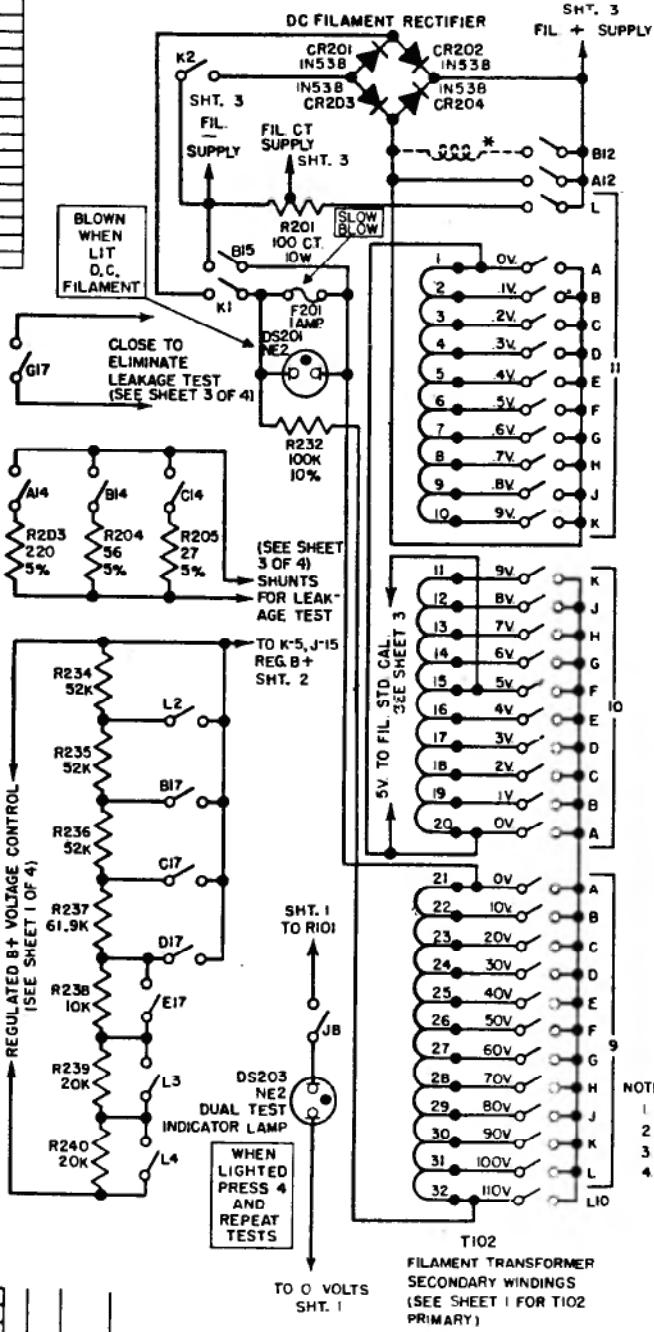 DC FILAMENT RECTIFIER
SHT. 3
FIL + SUPPLY
K2
CR201
1N538
CR202
1N538
1N538
CR2D3
1N538
CR204
SHT. 3
FIL.
—
SUPPLY
FIL CT
SUPPLY
SHT. 3
*
B12
A12
L
R201
100 CT.
10W
SLOW
BLOW
BLOWN
WHEN
LIT
D.C.
FILAMENT
B15
K1
F201
1AMP
DS201
NE2
R232
100K
10%
G17
CLOSE TO
ELIMINATE
LEAKAGE TEST
(SEE SHEET 3 OF 4)
1 0V. A
2 .1V. B
3 .2V. C
4 .3V. D
5 .4V. E
6 .5V. F
7 .6V. G
8 .7V. H
9 .8V. J
10 .9V. K
11
A14
B14
C14
R2D3
220
5%
R204
56
5%
R205
27
5%
(SEE SHEET
3 OF 4)
SHUNTS
FOR LEAK-
AGE TEST
11 9V. K
12 8V. J
13 7V. H
14 6V. G
15 5V. F
16 4V. E
17 3V. D
18 2V. C
19 1V. B
20 0V. A
10
5V. TO FIL. STD. CAL.
SEE SHEET 3
TO K-5, J-15
REG. B+
SHT. 2
R234
52K
L2
R235
52K
B17
R236
52K
C17
R237
61.9K
D17
R238
10K
E17
R239
20K
L3
R240
20K
L4
REGULATED B+ VOLTAGE CONTROL
(SEE SHEET 1 OF 4)
SHT. 1
TO R101
J8
DS203
NE2
DUAL TEST
INDICATOR LAMP
WHEN
LIGHTED
PRESS 4
AND
REPEAT
TESTS
TO 0 VOLTS
SHT. 1
21 0V A
22 10V B
23 20V C
24 30V D
25 40V E
26 50V F
27 60V G
28 70V H
29 80V J
30 90V K
31 100V L
32 110V L10
9
NOT
1
2
3
4
T102
FILAMENT TRANSFORMER
SECONDARY WINDINGS
(SEE SHEET 1 FOR T102
PRIMARY)